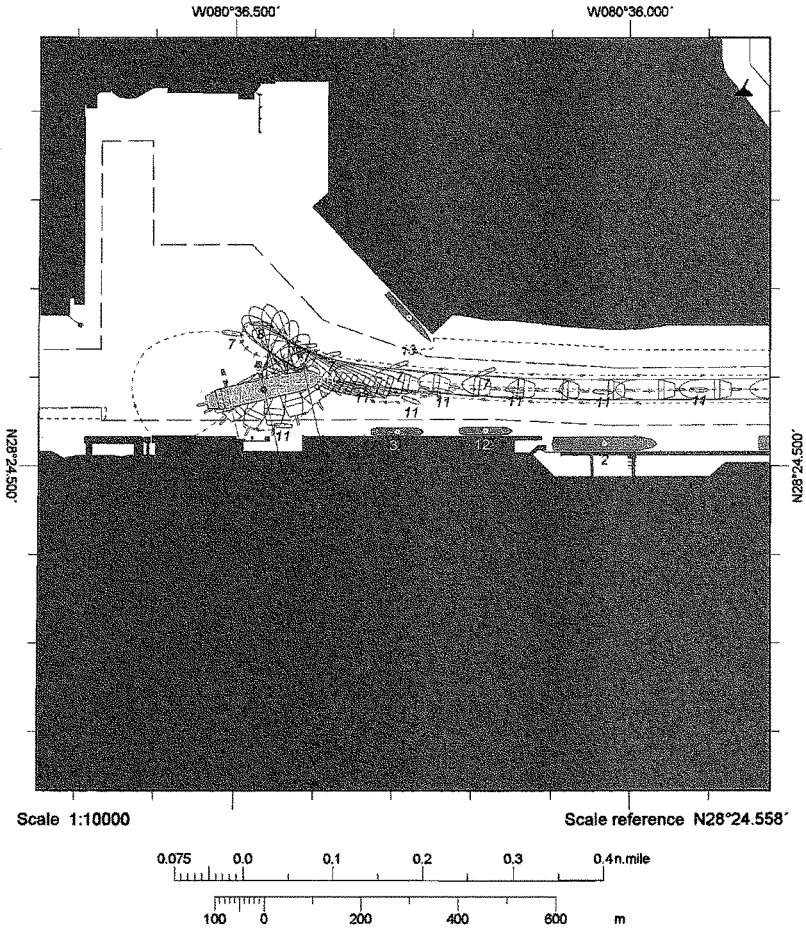 W080°36.500´ W080°36.000´
8
7
13
7
11 11 11 11 11 11
11
3 12 2
N28°24.500´ N28°24.500´
Scale 1:10000 Scale reference N28°24.558´
0.075 0.0 0.1 0.2 0.3 0.4n.mile
100 0 200 400 600 m